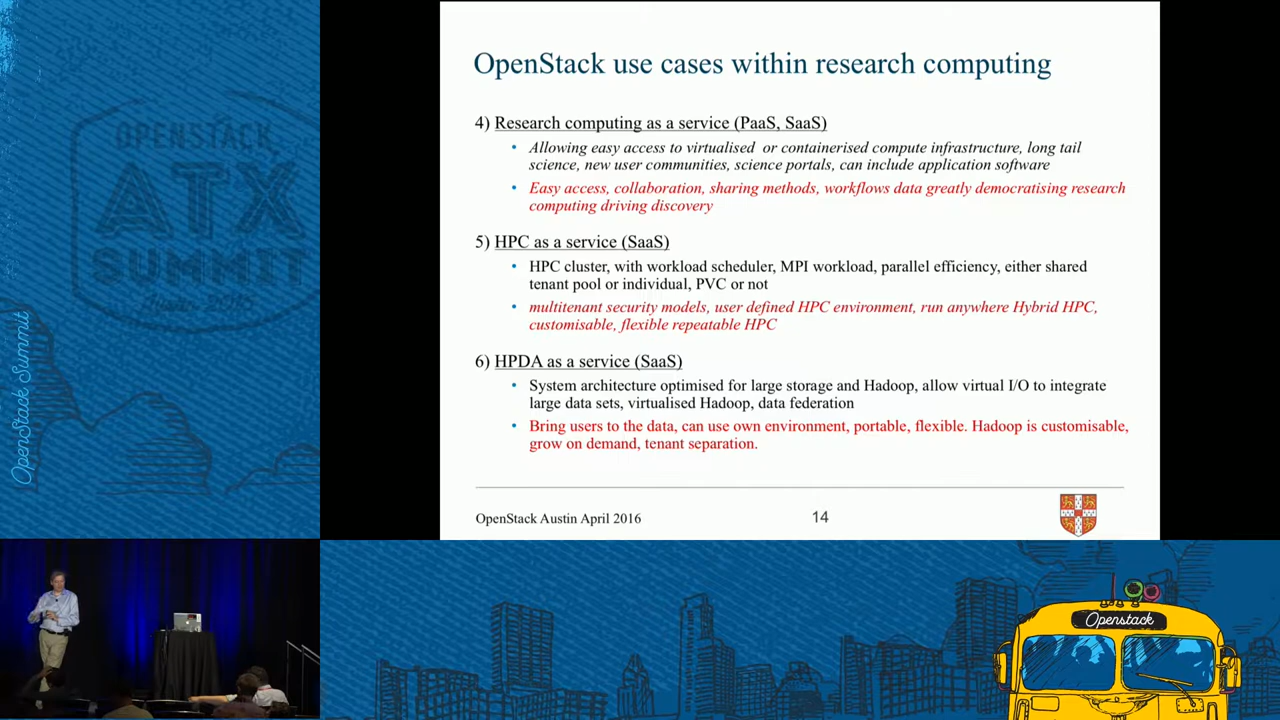 OPENSTACK
ATX
SUMMIT
OpenStack Summit
OpenStack use cases within research computing
4) Research computing as a service (PaaS, SaaS)
• Allowing easy access to virtualised or containerised compute infrastructure, long tail
science, new user communities, science portals, can include application software
• Easy access, collaboration, sharing methods, workflows data greatly democratising research
computing driving discovery
5) HPC as a service (SaaS)
• HPC cluster, with workload scheduler, MPI workload, parallel efficiency, either shared
tenant pool or individual, PVC or not
• multitenant security models, user defined HPC environment, run anywhere Hybrid HPC,
customisable, flexible repeatable HPC
6) HPDA as a service (SaaS)
• System architecture optimised for large storage and Hadoop, allow virtual I/O to integrate
large data sets, virtualised Hadoop, data federation
• Bring users to the data, can use own environment, portable, flexible. Hadoop is customisable,
grow on demand, tenant separation.
OpenStack Austin April 2016
14
Openstack